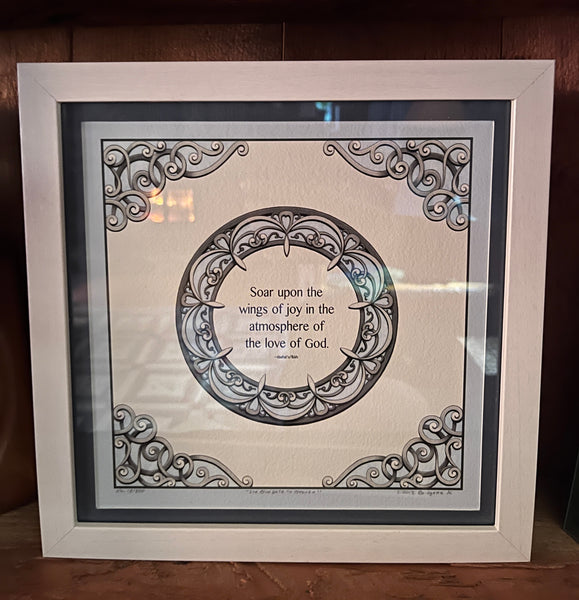 Soar upon the
wings of joy in the
atmosphere of
the love of God.
~Abdu'l-Bahá